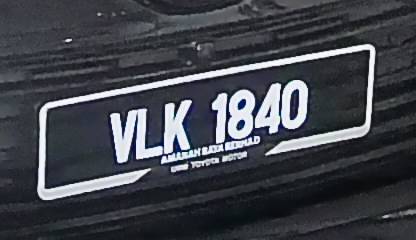 VLK 1840
AMANAH RAYA BERHAD
UMW TOYOTA MOTOR